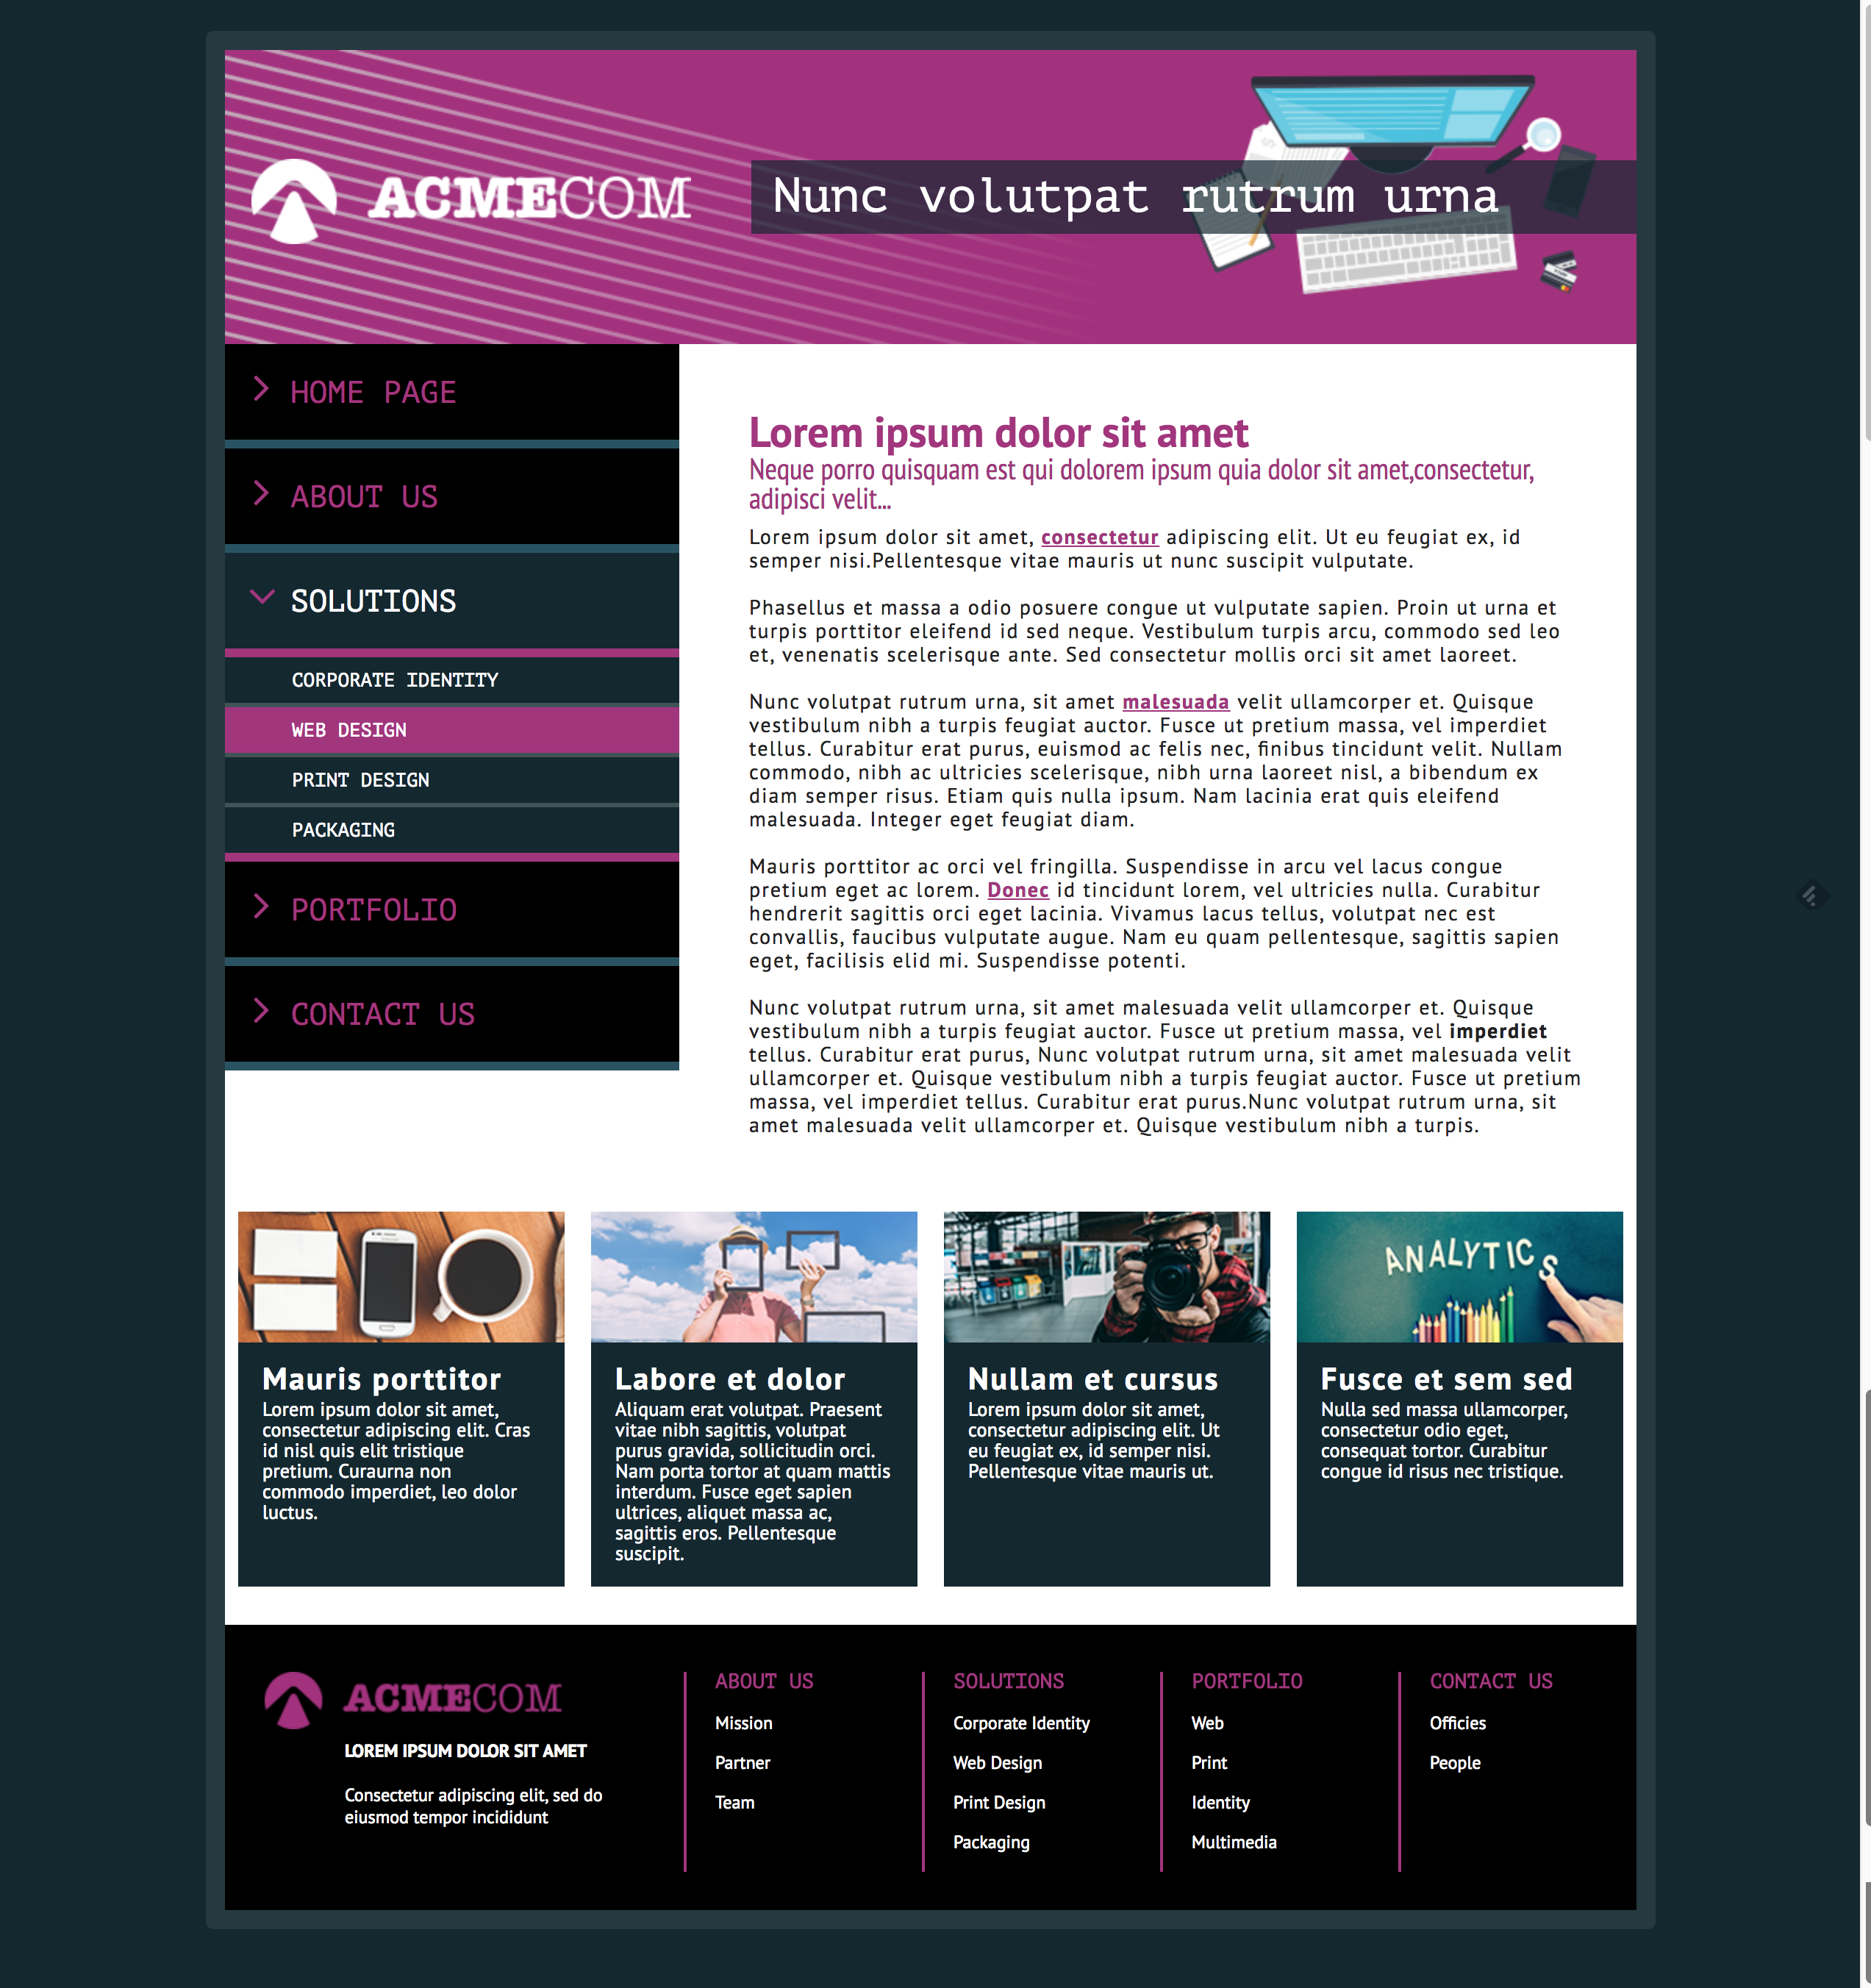 ACMECOM
Nunc volutpat rutrum urna
HOME PAGE
ABOUT US
SOLUTIONS
CORPORATE IDENTITY
WEB DESIGN
PRINT DESIGN
PACKAGING
PORTFOLIO
CONTACT US
Lorem ipsum dolor sit amet
Neque porro quisquam est qui dolorem ipsum quia dolor sit amet,consectetur,
adipisci velit...
Lorem ipsum dolor sit amet, consectetur adipiscing elit. Ut eu feugiat ex, id
semper nisi.Pellentesque vitae mauris ut nunc suscipit vulputate.
Phasellus et massa a odio posuere congue ut vulputate sapien. Proin ut urna et
turpis porttitor eleifend id sed neque. Vestibulum turpis arcu, commodo sed leo
et, venenatis scelerisque ante. Sed consectetur mollis orci sit amet laoreet.
Nunc volutpat rutrum urna, sit amet malesuada velit ullamcorper et. Quisque
vestibulum nibh a turpis feugiat auctor. Fusce ut pretium massa, vel imperdiet
tellus. Curabitur erat purus, euismod ac felis nec, finibus tincidunt velit. Nullam
commodo, nibh ac ultricies scelerisque, nibh urna laoreet nisl, a bibendum ex
diam semper risus. Etiam quis nulla ipsum. Nam lacinia erat quis eleifend
malesuada. Integer eget feugiat diam.
Mauris porttitor ac orci vel fringilla. Suspendisse in arcu vel lacus congue
pretium eget ac lorem. Donec id tincidunt lorem, vel ultricies nulla. Curabitur
hendrerit sagittis orci eget lacinia. Vivamus lacus tellus, volutpat nec est
convallis, faucibus vulputate augue. Nam eu quam pellentesque, sagittis sapien
eget, facilisis elid mi. Suspendisse potenti.
Nunc volutpat rutrum urna, sit amet malesuada velit ullamcorper et. Quisque
vestibulum nibh a turpis feugiat auctor. Fusce ut pretium massa, vel imperdiet
tellus. Curabitur erat purus, Nunc volutpat rutrum urna, sit amet malesuada velit
ullamcorper et. Quisque vestibulum nibh a turpis feugiat auctor. Fusce ut pretium
massa, vel imperdiet tellus. Curabitur erat purus.Nunc volutpat rutrum urna, sit
amet malesuada velit ullamcorper et. Quisque vestibulum nibh a turpis.
Mauris porttitor
Lorem ipsum dolor sit amet,
consectetur adipiscing elit. Cras
id nisl quis elit tristique
pretium. Curaurna non
commodo imperdiet, leo dolor
luctus.
Labore et dolor
Aliquam erat volutpat. Praesent
vitae nibh sagittis, volutpat
purus gravida, sollicitudin orci.
Nam porta tortor at quam mattis
interdum. Fusce eget sapien
ultrices, aliquet massa ac,
sagittis eros. Pellentesque
suscipit.
Nullam et cursus
Lorem ipsum dolor sit amet,
consectetur adipiscing elit. Ut
eu feugiat ex, id semper nisi.
Pellentesque vitae mauris ut.
ANALYTICS
Fusce et sem sed
Nulla sed massa ullamcorper,
consectetur odio eget,
consequat tortor. Curabitur
congue id risus nec tristique.
ACMECOM
LOREM IPSUM DOLOR SIT AMET
Consectetur adipiscing elit, sed do
eiusmod tempor incididunt
ABOUT US
Mission
Partner
Team
SOLUTIONS
Corporate Identity
Web Design
Print Design
Packaging
PORTFOLIO
Web
Print
Identity
Multimedia
CONTACT US
Officies
People